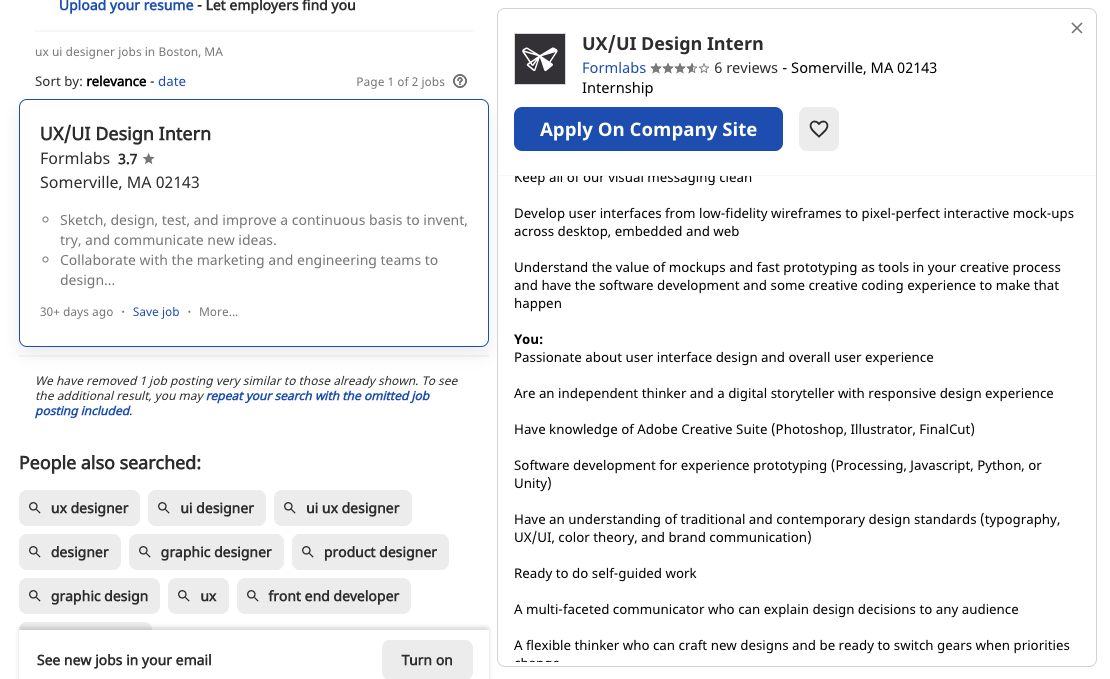 Upload your resume - Let employers find you
ux ui designer jobs in Boston, MA
Sort by: relevance - date
Page 1 of 2 jobs
UX/UI Design Intern
Formlabs 3.7
Somerville, MA 02143
Sketch, design, test, and improve a continuous basis to invent,
try, and communicate new ideas.
Collaborate with the marketing and engineering teams to
design...
30+ days ago · Save job · More...
We have removed 1 job posting very similar to those already shown. To see
the additional result, you may repeat your search with the omitted job
posting included.
People also searched:
ux designer
ui designer
ui ux designer
designer
graphic designer
product designer
graphic design
ux
front end developer
See new jobs in your email
Turn on
UX/UI Design Intern
Formlabs 6 reviews - Somerville, MA 02143
Internship
Apply On Company Site
Keep all of our visual messaging clean
Develop user interfaces from low-fidelity wireframes to pixel-perfect interactive mock-ups
across desktop, embedded and web
Understand the value of mockups and fast prototyping as tools in your creative process
and have the software development and some creative coding experience to make that
happen
You:
Passionate about user interface design and overall user experience
Are an independent thinker and a digital storyteller with responsive design experience
Have knowledge of Adobe Creative Suite (Photoshop, Illustrator, FinalCut)
Software development for experience prototyping (Processing, Javascript, Python, or
Unity)
Have an understanding of traditional and contemporary design standards (typography,
UX/UI, color theory, and brand communication)
Ready to do self-guided work
A multi-faceted communicator who can explain design decisions to any audience
A flexible thinker who can craft new designs and be ready to switch gears when priorities
change